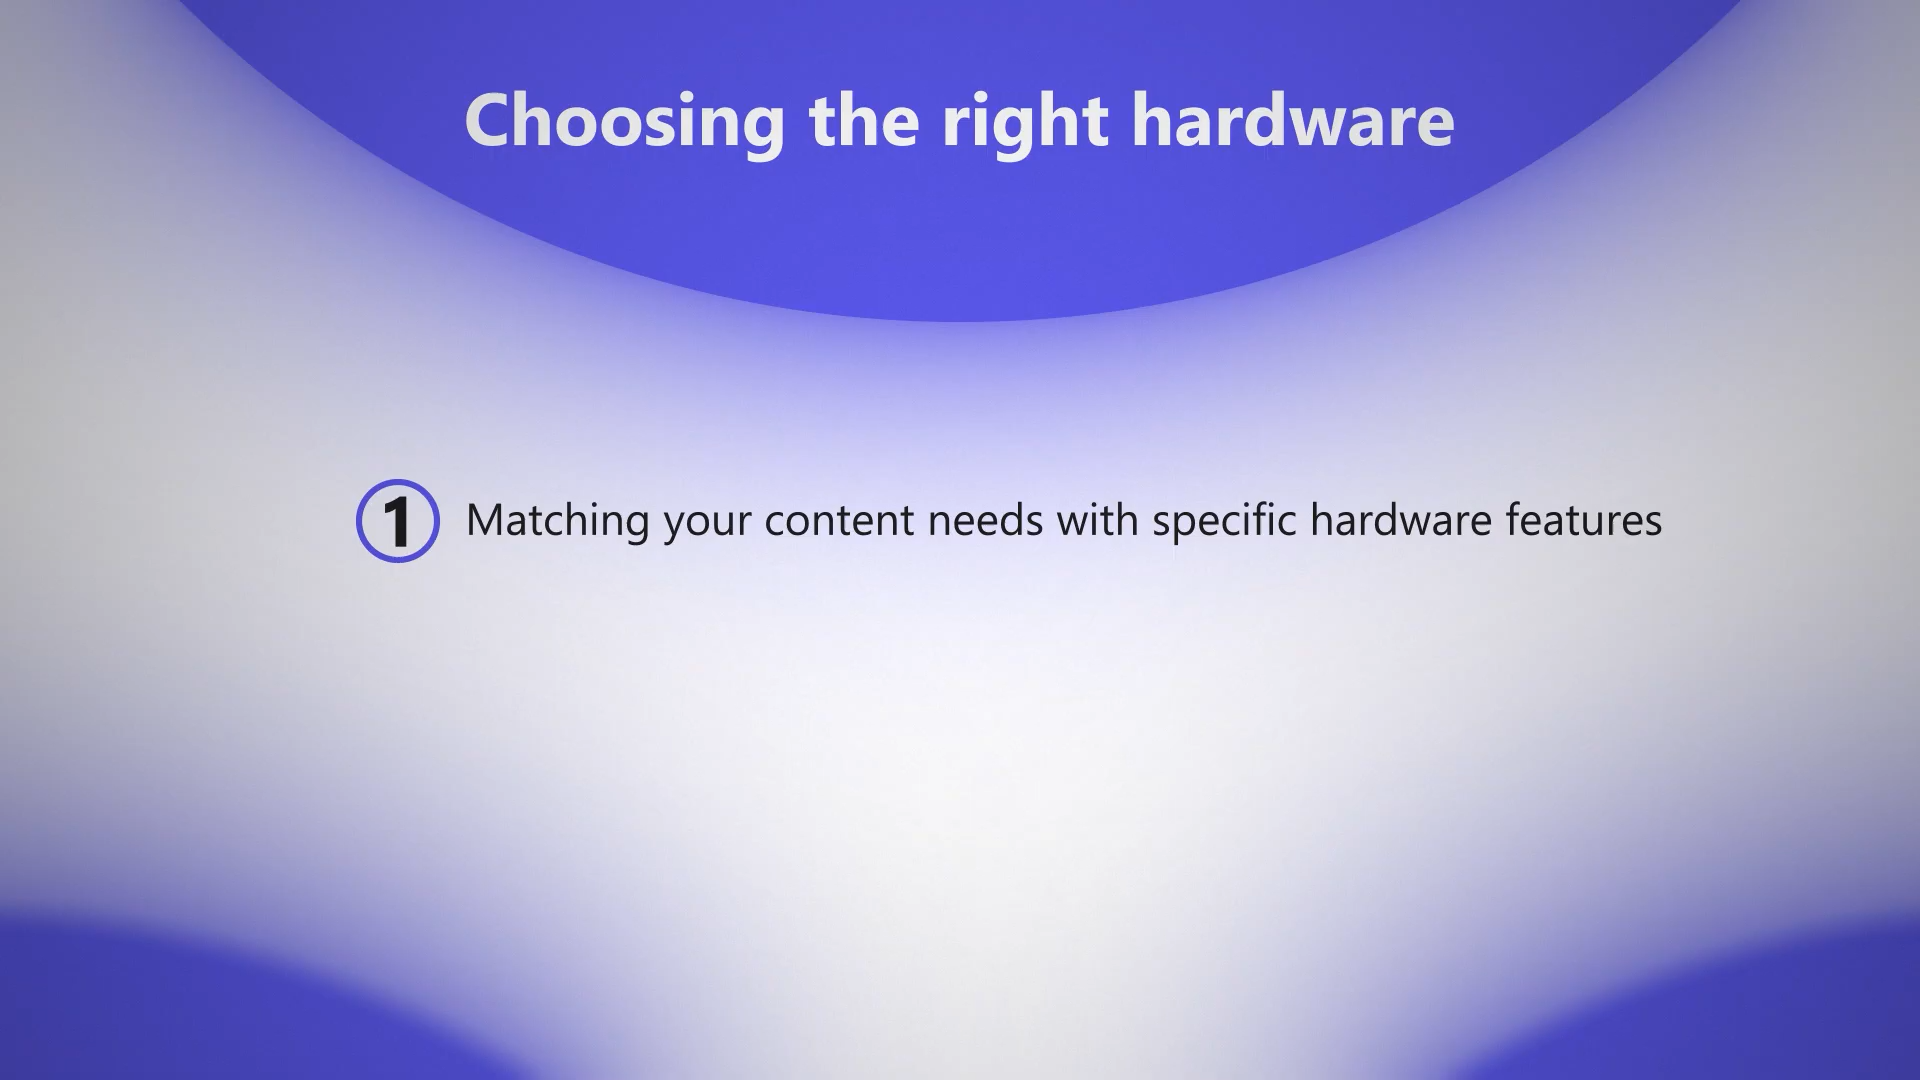 Choosing the right hardware
1 Matching your content needs with specific hardware features